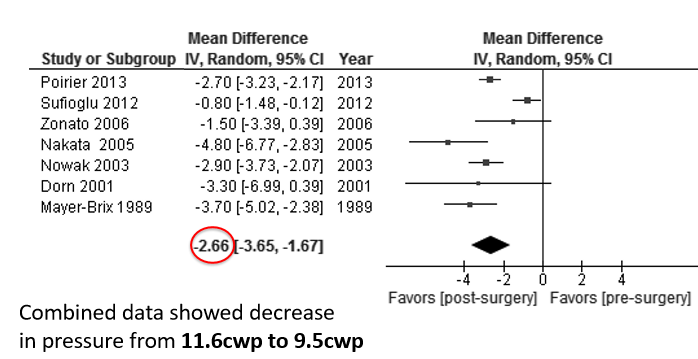 Mean Difference Mean Difference
Study or Subgroup IV, Random, 95% CI Year IV, Random, 95% CI
Poirier 2013 -2.70 [-3.23, -2.17] 2013
Sufioglu 2012 -0.80 [-1.48, -0.12] 2012
Zonato 2006 -1.50 [-3.39, 0.39] 2006
Nakata 2005 -4.80 [-6.77, -2.83] 2005
Nowak 2003 -2.90 [-3.73, -2.07] 2003
Dorn 2001 -3.30 [-6.99, 0.39] 2001
Mayer-Brix 1989 -3.70 [-5.02, -2.38] 1989
-2.66 [-3.65, -1.67]
-4 -2 0 2 4
Favors [post-surgery] Favors [pre-surgery]
Combined data showed decrease
in pressure from 11.6cwp to 9.5cwp